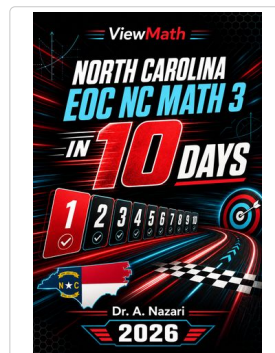 ViewMath
NORTH CAROLINA
EOC NC MATH 3
IN 10 DAYS
1 2 3 4 5 6 7 8 9 10
N★C
Dr. A. Nazari
2026